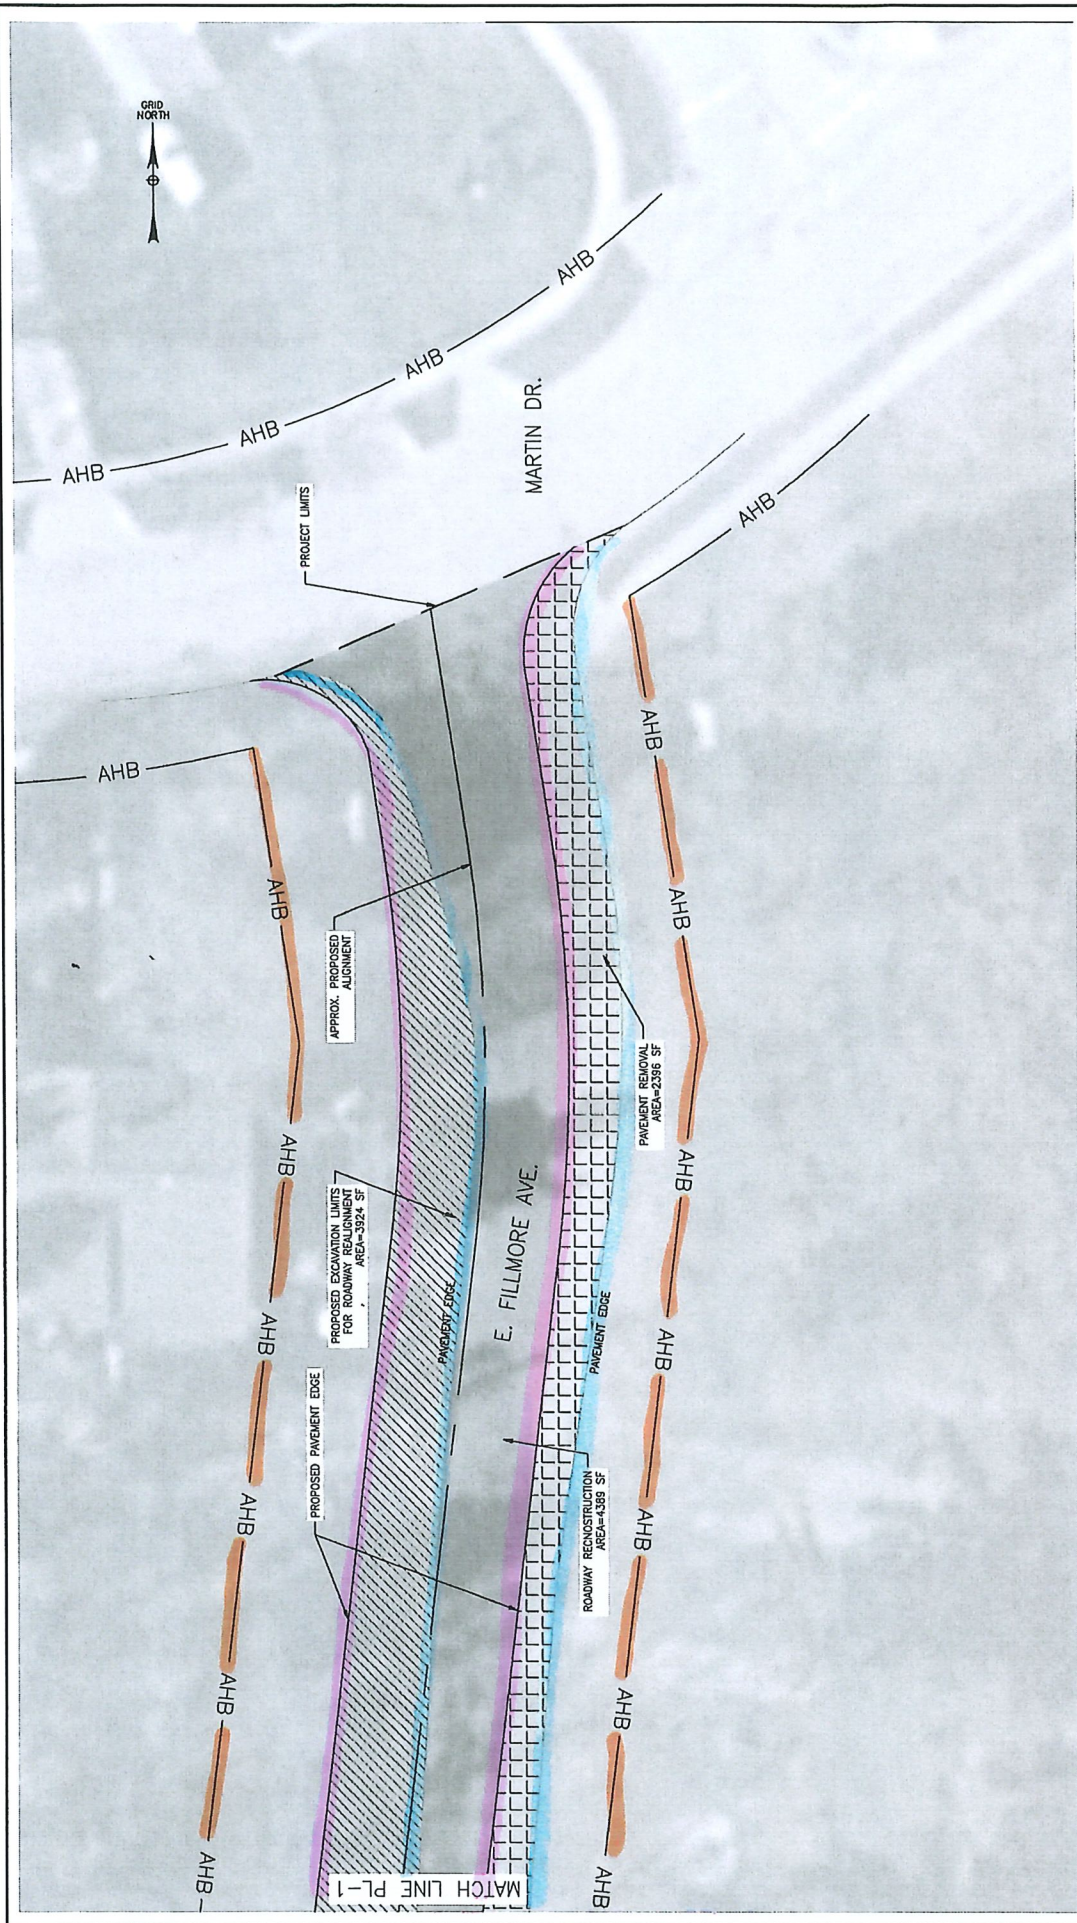 GRID
NORTH
AHB
AHB
AHB
AHB
MARTIN DR.
PROJECT LIMITS
AHB
AHB
AHB
AHB
AHB
APPROX. PROPOSED
ALIGNMENT
PAVEMENT REMOVAL
AREA=2396 SF
AHB
AHB
PROPOSED EXCAVATION LIMITS
FOR ROADWAY REALIGNMENT
AREA=3924 SF
E. FILLMORE AVE.
PAVEMENT EDGE
PAVEMENT EDGE
AHB
AHB
PROPOSED PAVEMENT EDGE
ROADWAY RECNOSTRUCTION
AREA=4389 SF
AHB
AHB
AHB
AHB
AHB
AHB
MATCH LINE PL-1